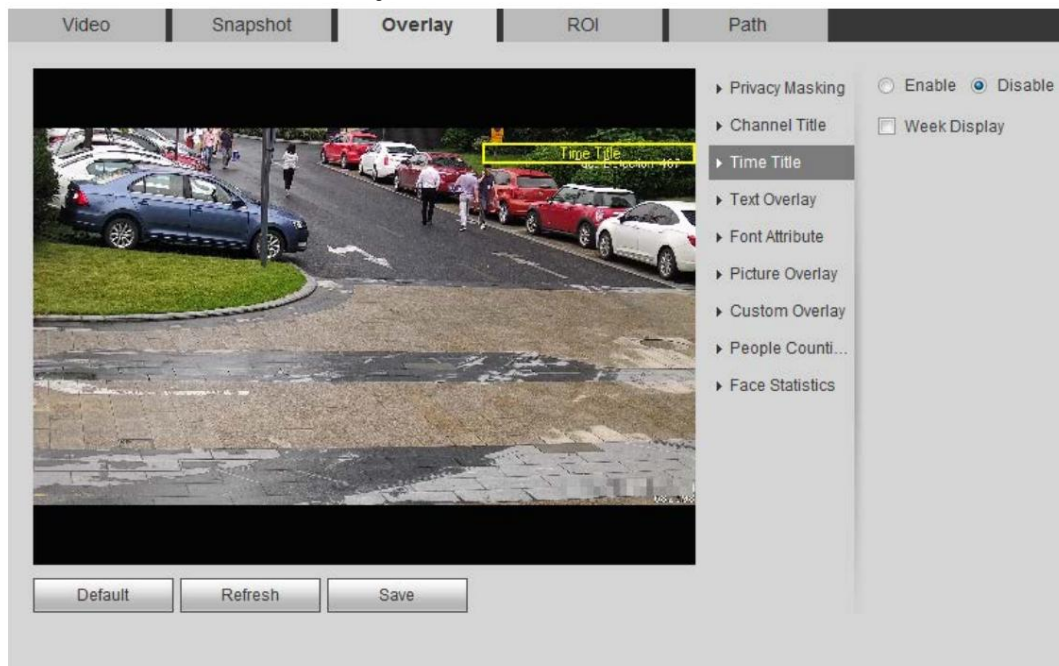 Video Snapshot Overlay ROI Path
Privacy Masking
Channel Title
Time Title
Text Overlay
Font Attribute
Picture Overlay
Custom Overlay
People Counti...
Face Statistics
Enable Disable
Week Display
Time Title
Default Refresh Save